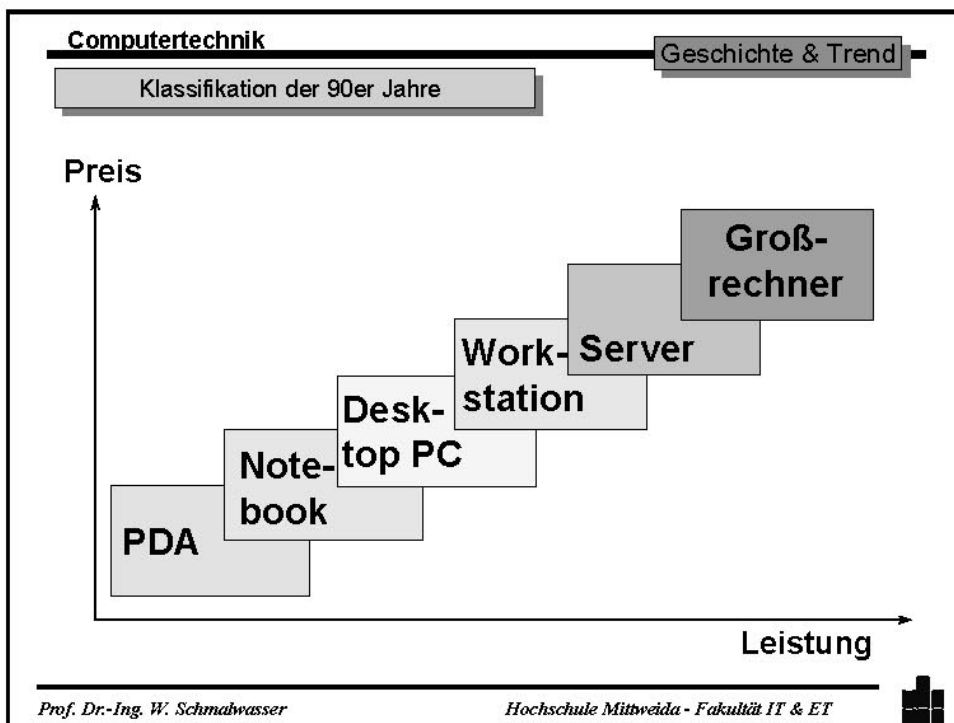 Computertechnik
Geschichte & Trend
Klassifikation der 90er Jahre
Preis
Groß-
rechner
Server
Work-
station
Desk-
top PC
Note-
book
PDA
Leistung
Prof. Dr.-Ing. W. Schmalwasser
Hochschule Mittweida - Fakultät IT & ET